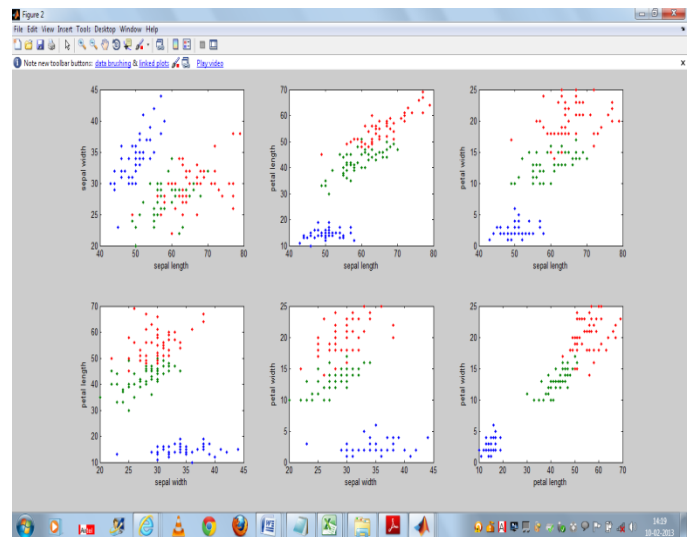 Figure 2
File Edit View Insert Tools Desktop Window Help
Note new toolbar buttons: data brushing & linked plots Play video
45
40
35
30
25
20
40 50 60 70 80
sepal width
sepal length
70
60
50
40
30
20
10
40 50 60 70 80
petal length
sepal length
25
20
15
10
5
0
40 50 60 70 80
petal width
sepal length
70
60
50
40
30
20
10
20 25 30 35 40 45
petal length
sepal width
25
20
15
10
5
0
20 25 30 35 40 45
petal width
sepal width
25
20
15
10
5
0
10 20 30 40 50 60 70
petal width
petal length
14:19
10-02-2013